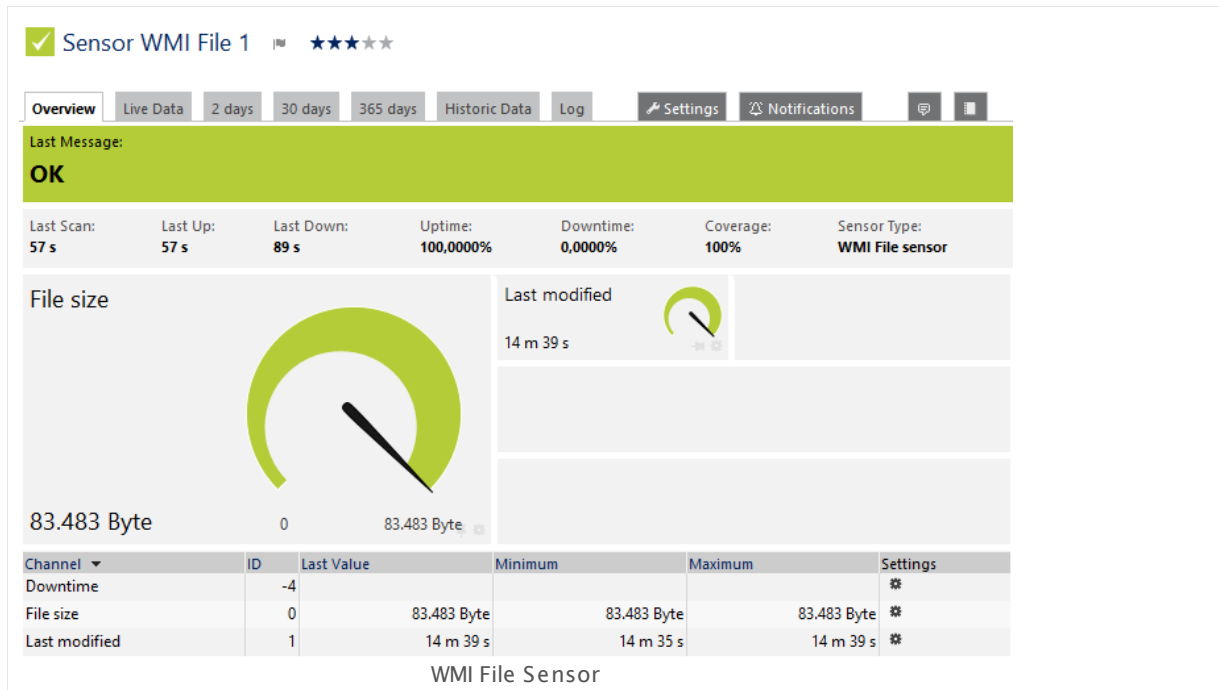 Sensor WMI File 1
Overview Live Data 2 days 30 days 365 days Historic Data Log Settings Notifications
Last Message:
OK
Last Scan: Last Up: Last Down: Uptime: Downtime: Coverage: Sensor Type:
57 s 57 s 89 s 100,0000% 0,0000% 100% WMI File sensor
File size
Last modified
14 m 39 s
83.483 Byte 0 83.483 Byte
Channel ID Last Value Minimum Maximum Settings
Downtime -4
File size 0 83.483 Byte 83.483 Byte 83.483 Byte
Last modified 1 14 m 39 s 14 m 35 s 14 m 39 s
WMI File Sensor